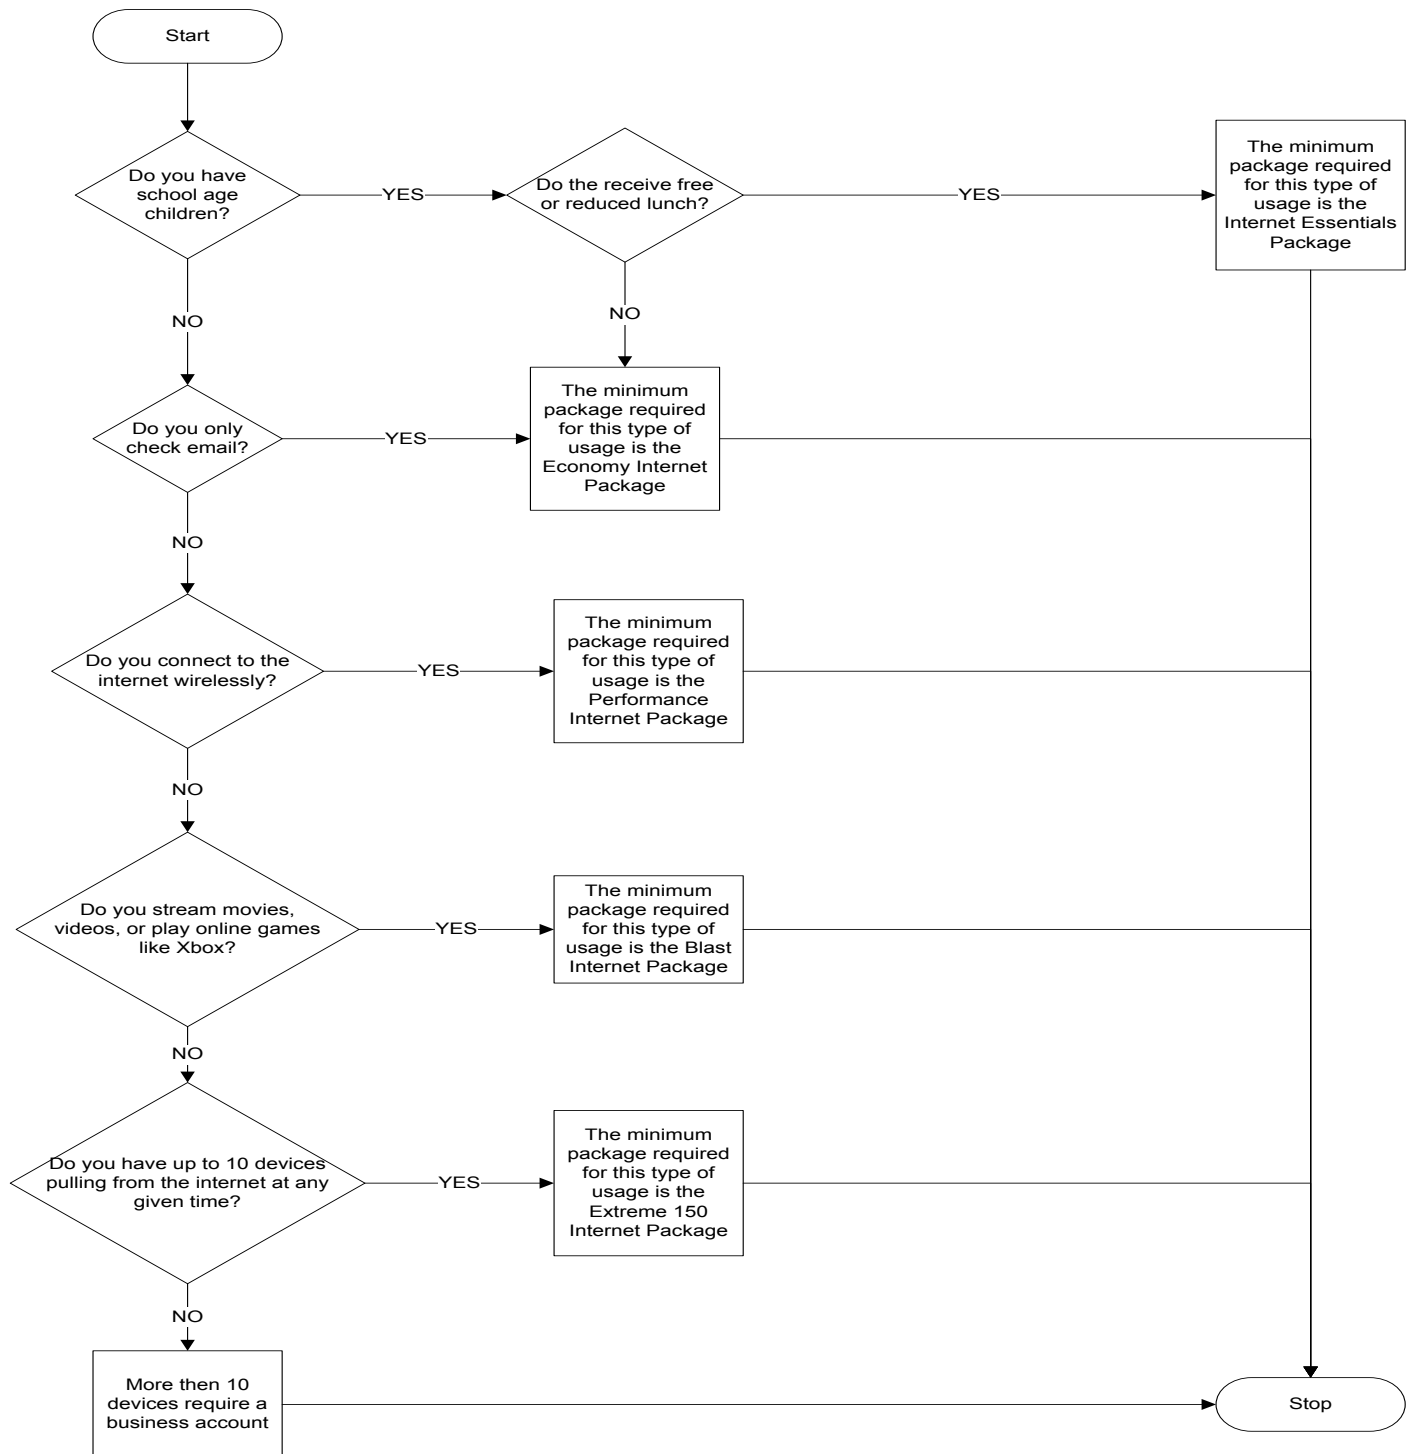 Start
Do you have
school age
children?
YES
Do the receive free
or reduced lunch?
YES
The minimum
package required
for this type of
usage is the
Internet Essentials
Package
NO
NO
Do you only
check email?
YES
The minimum
package required
for this type of
usage is the
Economy Internet
Package
NO
Do you connect to the
internet wirelessly?
YES
The minimum
package required
for this type of
usage is the
Performance
Internet Package
NO
Do you stream movies,
videos, or play online games
like Xbox?
YES
The minimum
package required
for this type of
usage is the Blast
Internet Package
NO
Do you have up to 10 devices
pulling from the internet at any
given time?
YES
The minimum
package required
for this type of
usage is the
Extreme 150
Internet Package
NO
More then 10
devices require a
business account
Stop